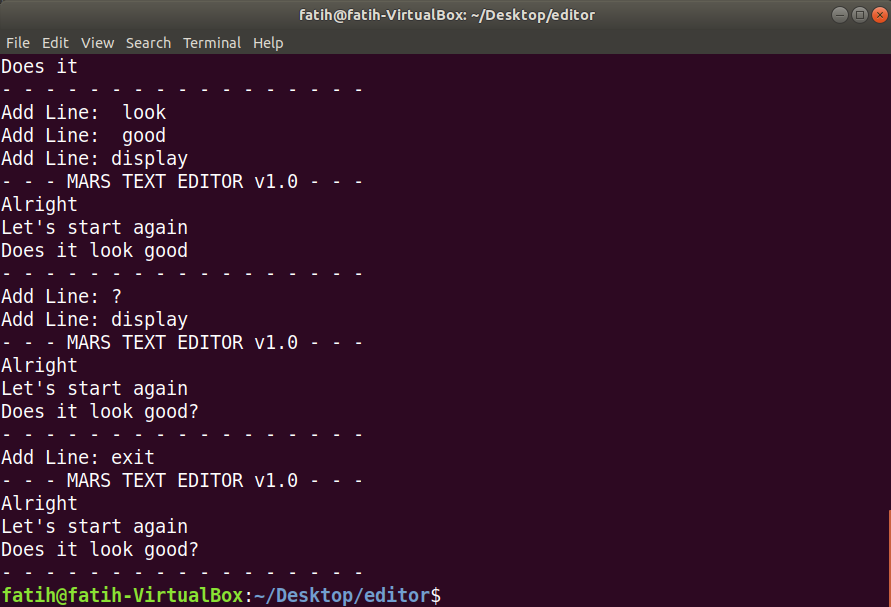 fatih@fatih-VirtualBox: ~/Desktop/editor
File Edit View Search Terminal Help
Does it
- - - - - - - - - - - - - - - - -
Add Line:  look
Add Line:  good
Add Line: display
- - - MARS TEXT EDITOR v1.0 - - -
Alright
Let's start again
Does it look good
- - - - - - - - - - - - - - - - -
Add Line: ?
Add Line: display
- - - MARS TEXT EDITOR v1.0 - - -
Alright
Let's start again
Does it look good?
- - - - - - - - - - - - - - - - -
Add Line: exit
- - - MARS TEXT EDITOR v1.0 - - -
Alright
Let's start again
Does it look good?
- - - - - - - - - - - - - - - - -
fatih@fatih-VirtualBox:~/Desktop/editor$